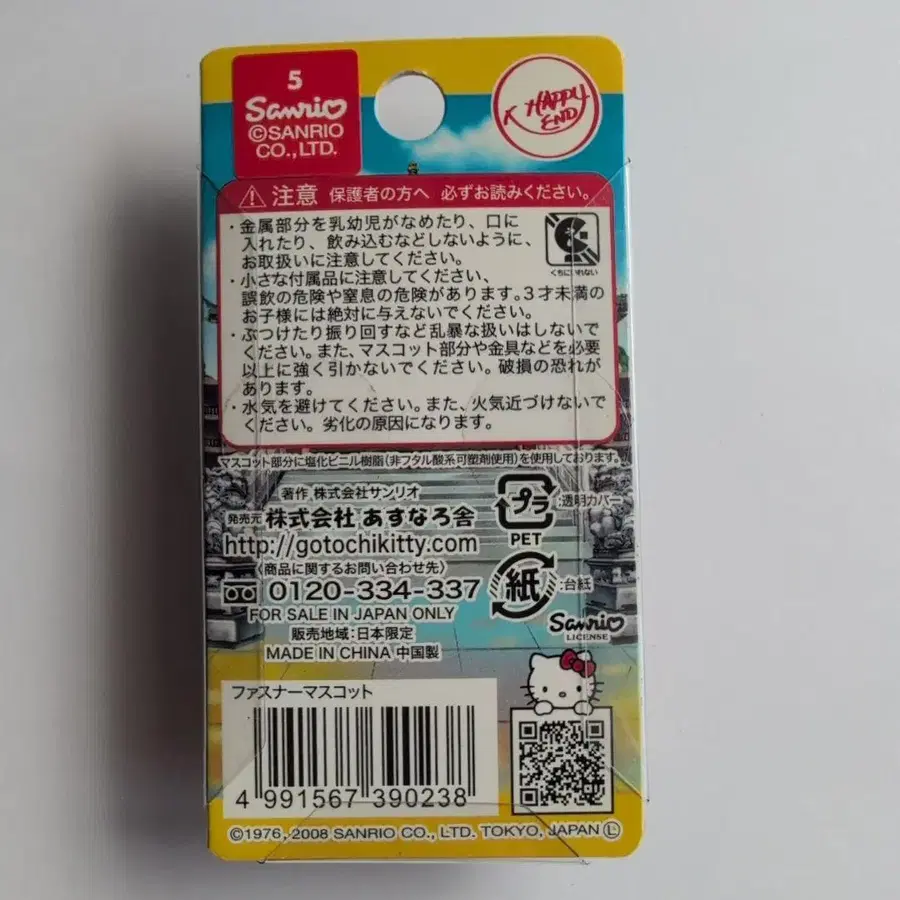 5
Sanrio
©SANRIO
CO.,LTD.
HAPPY
END
注意 保護者の方へ 必ずお読みください。
・金属部分を乳幼児がなめたり、口に
入れたり、飲み込むなどしないように、
お取扱いに注意してください。
・小さな付属品に注意してください、
誤飲の危険や窒息の危険があります。3才未満の
お子様には絶対に与えないでください。
・ぶつけたり振り回すなど乱暴な扱いはしないで
ください。また、マスコット部分や金具などを必要
以上に強く引かないでください。破損の恐れが
あります。
・水気を避けてください。また、火気近づけないで
ください。劣化の原因になります。
くちにいれない
マスコット部分に塩化ビニル樹脂(非フタル酸系可塑剤使用)を使用しております。
著作 株式会社サンリオ
発売元 株式会社 あすなろ舎
http://gotochikitty.com
〈商品に関するお問い合わせ先〉
0120-334-337
FOR SALE IN JAPAN ONLY
販売地域:日本限定
MADE IN CHINA 中国製
プラ
:透明カバー
PET
紙
:台紙
Sanrio
LICENSE
ファスナーマスコット
4 991567 390238
©1976, 2008 SANRIO CO., LTD. TOKYO, JAPAN Ⓛ